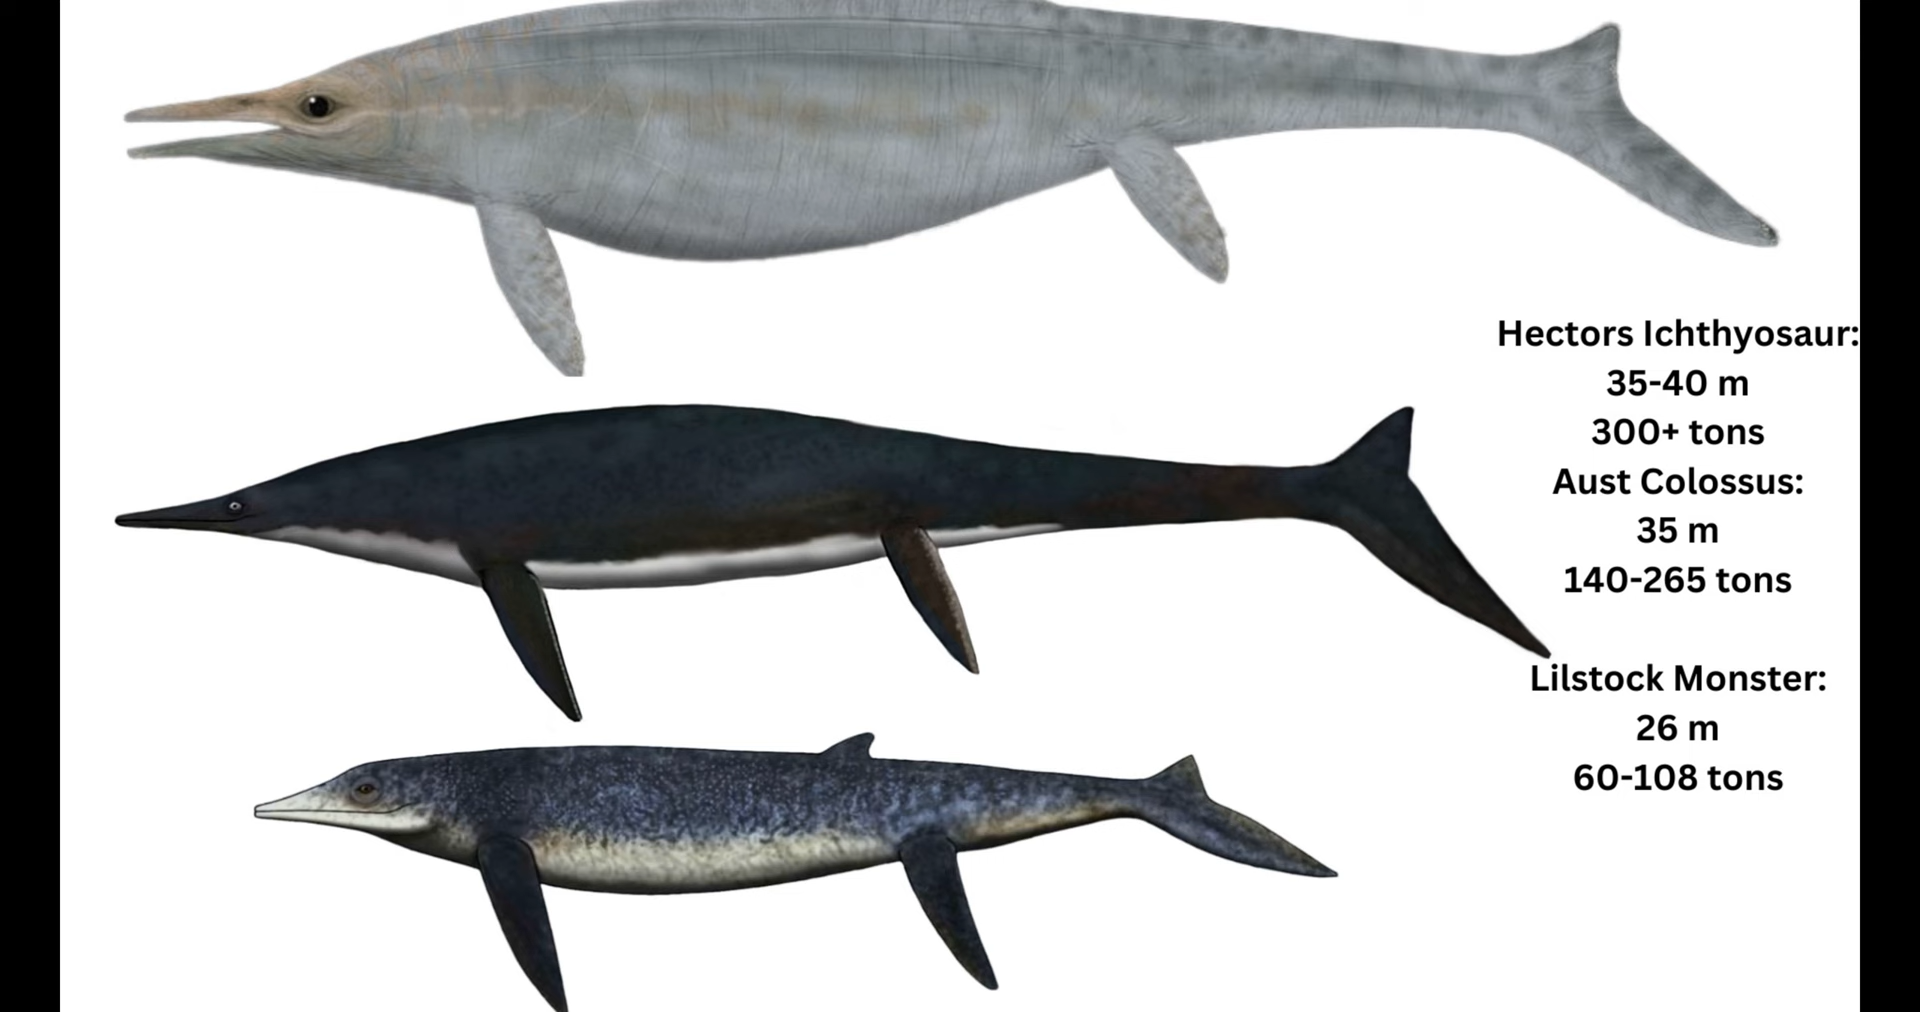 Hectors Ichthyosaur:
35-40 m
300+ tons
Aust Colossus:
35 m
140-265 tons
Lilstock Monster:
26 m
60-108 tons